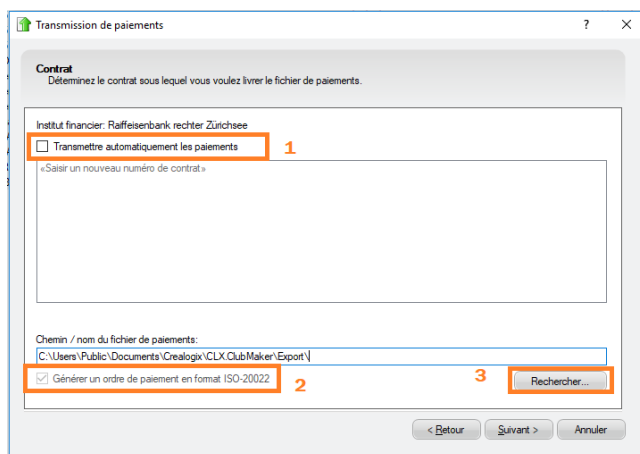 Transmission de paiements
?
Contrat
Déterminez le contrat sous lequel vous voulez livrer le fichier de paiements.
Institut financier: Raiffeisenbank rechter Zürichsee
Transmettre automatiquement les paiements
1
«Saisir un nouveau numéro de contrat»
Chemin / nom du fichier de paiements:
C:\Users\Public\Documents\Crealogix\CLX.ClubMaker\Export\
Générer un ordre de paiement en format ISO-20022
2
3
Rechercher...
< Retour
Suivant >
Annuler